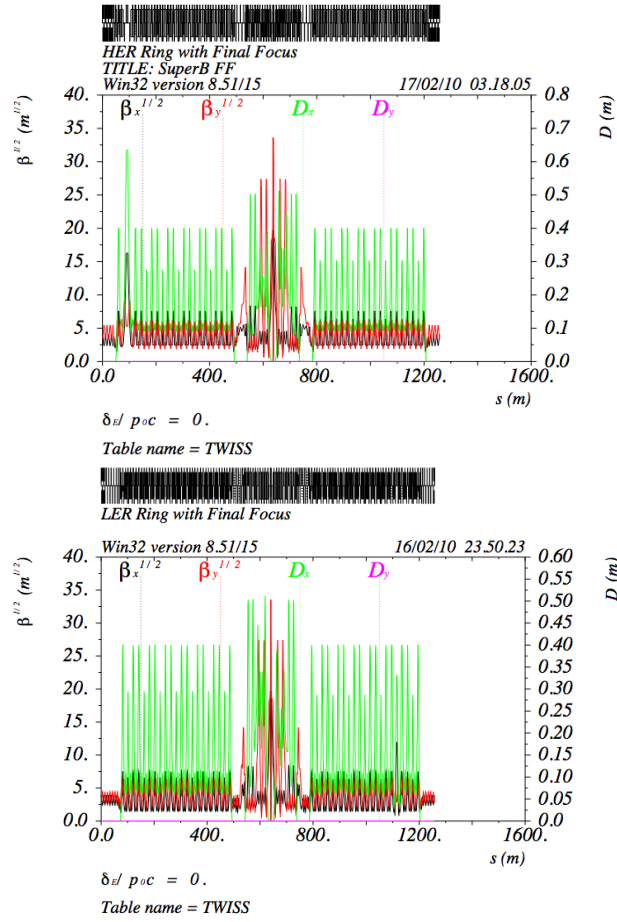 HER Ring with Final Focus
TITLE: SuperB FF
Win32 version 8.51/15 17/02/10 03.18.05
40. 0.8
β x 1/2 β y 1/2 Dx Dy
35. 0.7
30. 0.6
25. 0.5
20. 0.4
15. 0.3
10. 0.2
5. 0.1
0.0 0.0
β 1/2 (m 1/2)
D (m)
0.0 400. 800. 1200. 1600.
s (m)
δE/ p0c = 0.
Table name = TWISS
LER Ring with Final Focus
Win32 version 8.51/15 16/02/10 23.50.23
40. 0.60
β x 1/2 β y 1/2 Dx Dy
0.55
35. 0.50
30. 0.45
25. 0.40
0.35
20. 0.30
15. 0.25
0.20
10. 0.15
5. 0.10
0.05
0.0 0.0
β 1/2 (m 1/2)
D (m)
0.0 400. 800. 1200. 1600.
s (m)
δE/ p0c = 0.
Table name = TWISS